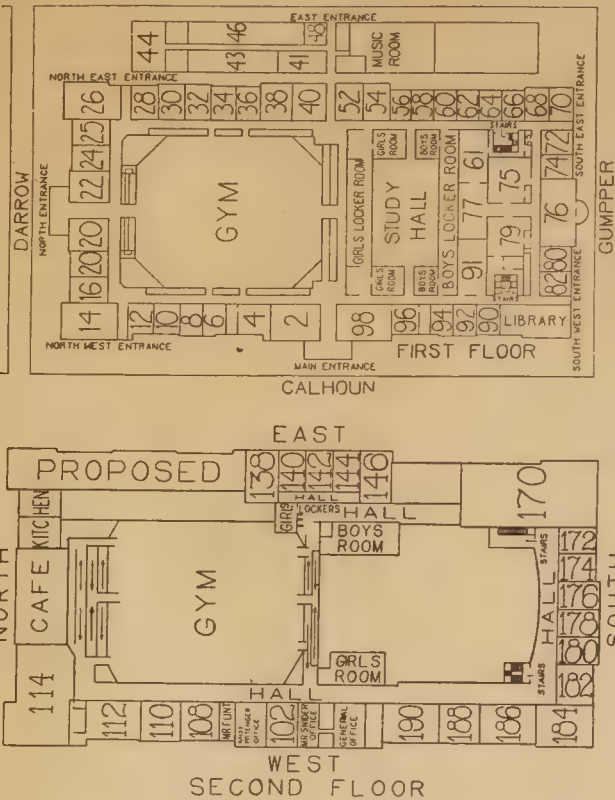 EAST ENTRANCE
44
46
48
43
41
MUSIC
ROOM
NORTH EAST ENTRANCE
26
28
30
32
34
36
38
40
52
54
56
58
60
62
64
66
68
70
STAIRS
25
24
22
DARROW
NORTH ENTRANCE
20
20
16
14
GYM
GIRLS LOCKER ROOM
GIRLS
ROOM
BOYS
ROOM
STUDY
HALL
GIRLS
ROOM
BOYS
ROOM
BOYS LOCKER ROOM
61
77
91
75
79
STAIRS
72
74
76
80
82
SOUTH EAST ENTRANCE
GUMPPER
SOUTH WEST ENTRANCE
12
10
8
6
4
2
98
96
94
92
90
LIBRARY
NORTH WEST ENTRANCE
MAIN ENTRANCE
FIRST FLOOR
CALHOUN
EAST
PROPOSED
138
140
142
144
146
HALL
170
KITCHEN
GIRLS
LOCKERS
HALL
BOYS
ROOM
STAIRS
172
174
176
178
180
182
HALL
SOUTH
NORTH
CAFE
GYM
114
GIRLS
ROOM
STAIRS
HALL
112
110
108
102
MR SNIDER
OFFICE
GENERAL
OFFICE
190
188
186
184
WEST
SECOND FLOOR